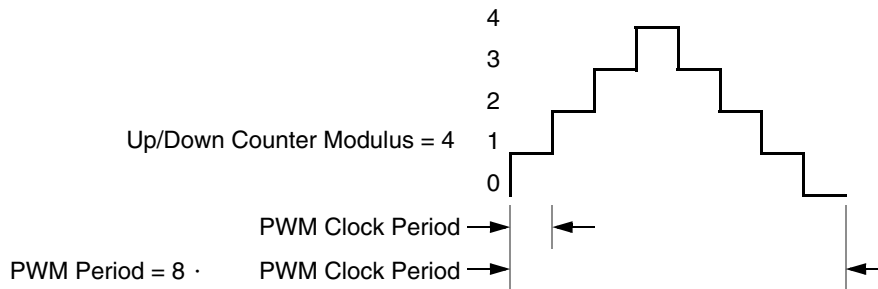 4
3
2
Up/Down Counter Modulus = 4 1
0
PWM Clock Period
PWM Period = 8 · PWM Clock Period